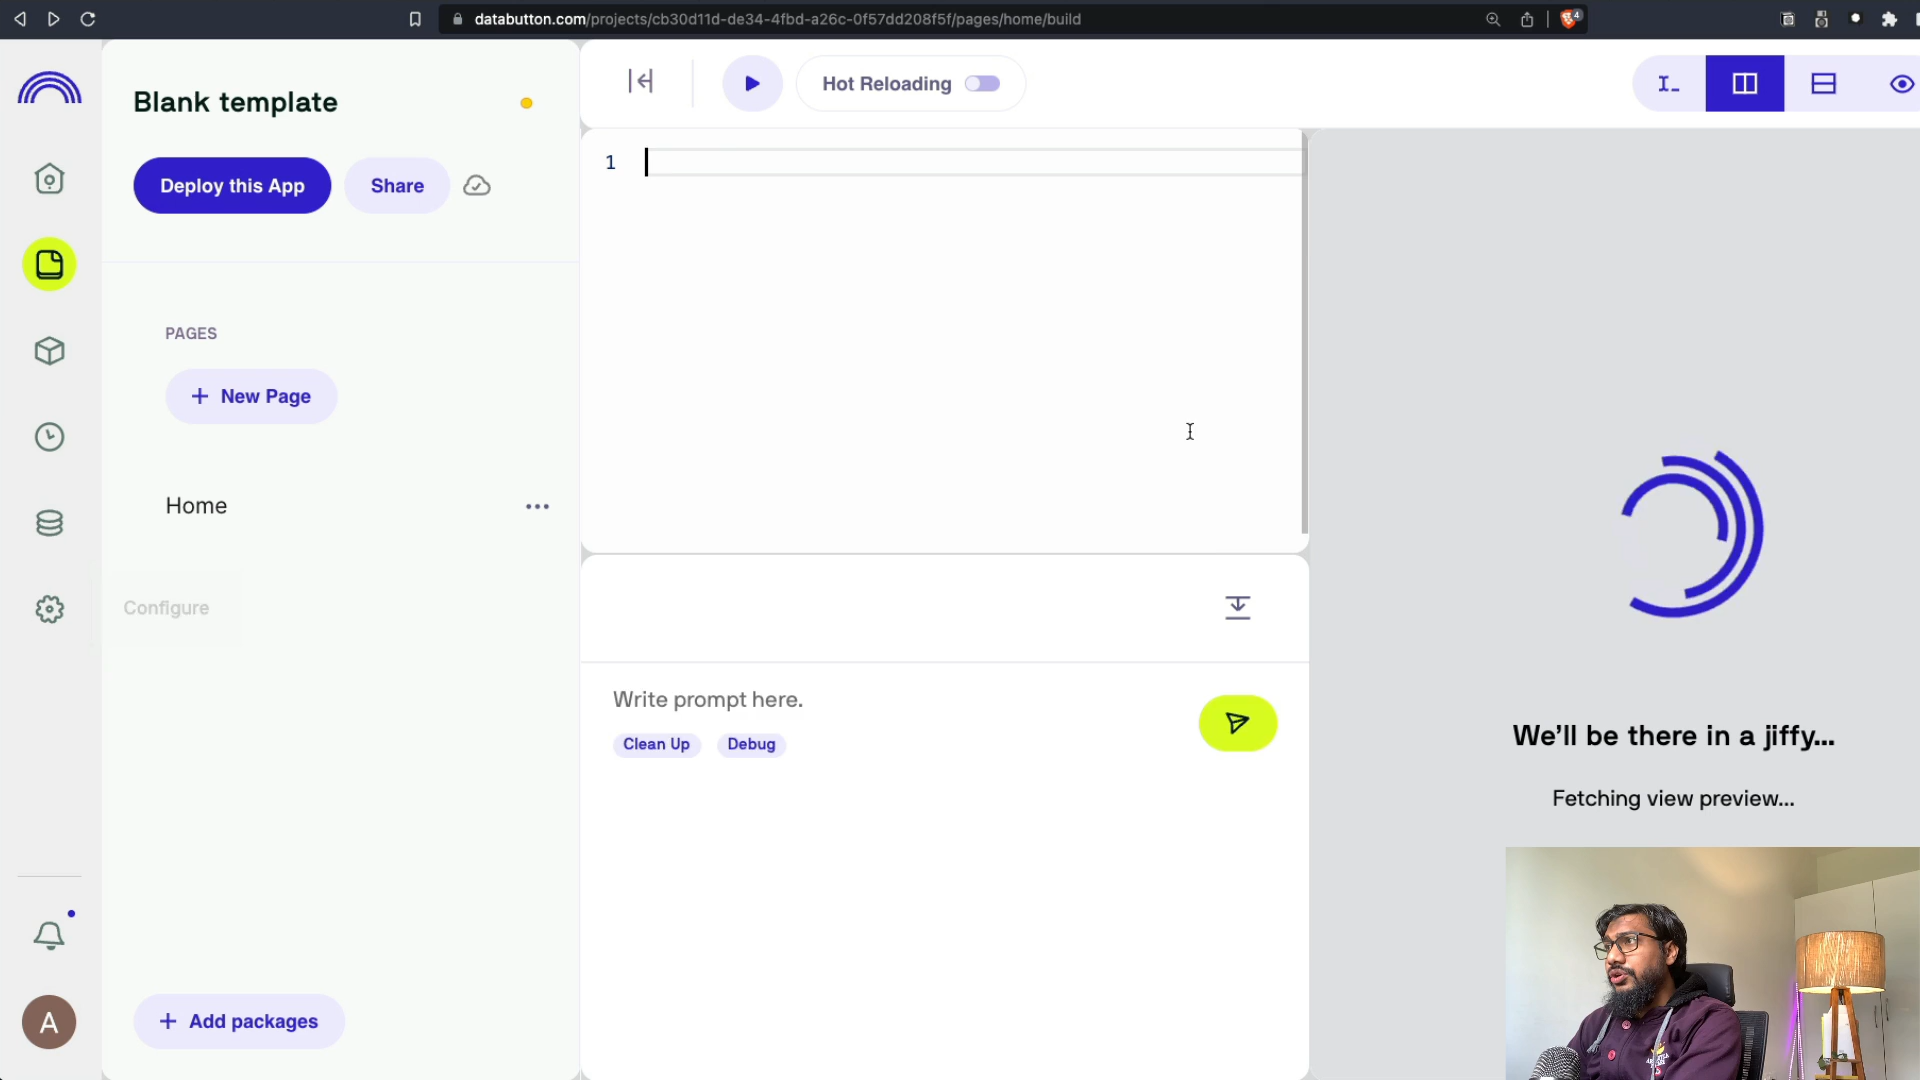 databutton.com/projects/cb30d11d-de34-4fbd-a26c-0f57dd208f5f/pages/home/build
4
Blank template
Deploy this App
Share
Hot Reloading
1
PAGES
+ New Page
Home
Configure
Write prompt here.
Clean Up
Debug
We'll be there in a jiffy...
Fetching view preview...
+ Add packages
A